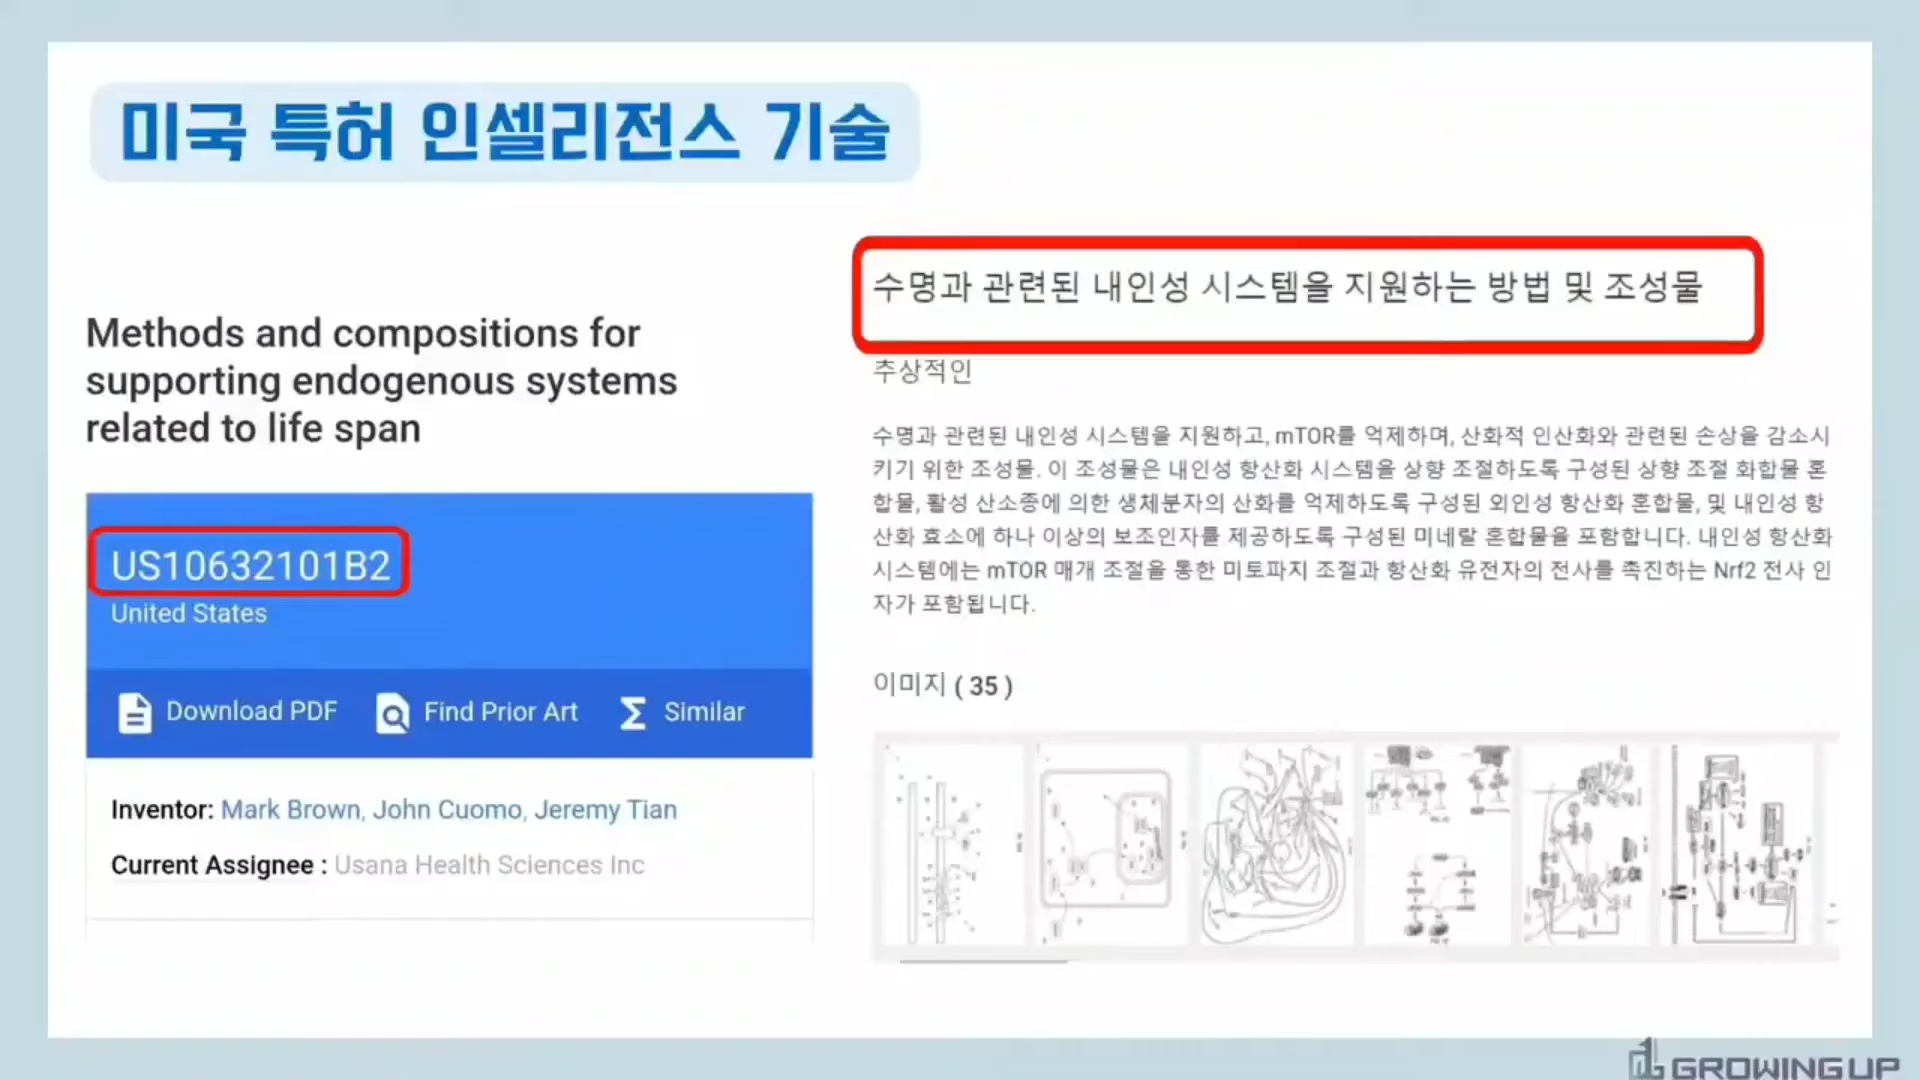 미국 특허 인셀리전스 기술
Methods and compositions for
supporting endogenous systems
related to life span
US10632101B2
United States
Download PDF
Find Prior Art
Similar
Inventor: Mark Brown, John Cuomo, Jeremy Tian
Current Assignee : Usana Health Sciences Inc
수명과 관련된 내인성 시스템을 지원하는 방법 및 조성물
추상적인
수명과 관련된 내인성 시스템을 지원하고, mTOR를 억제하며, 산화적 인산화와 관련된 손상을 감소시
키기 위한 조성물. 이 조성물은 내인성 항산화 시스템을 상향 조절하도록 구성된 상향 조절 화합물 혼
합물, 활성 산소종에 의한 생체분자의 산화를 억제하도록 구성된 외인성 항산화 혼합물, 및 내인성 항
산화 효소에 하나 이상의 보조인자를 제공하도록 구성된 미네랄 혼합물을 포함합니다. 내인성 항산화
시스템에는 mTOR 매개 조절을 통한 미토파지 조절과 항산화 유전자의 전사를 촉진하는 Nrf2 전사 인
자가 포함됩니다.
이미지 ( 35 )
GROWING UP